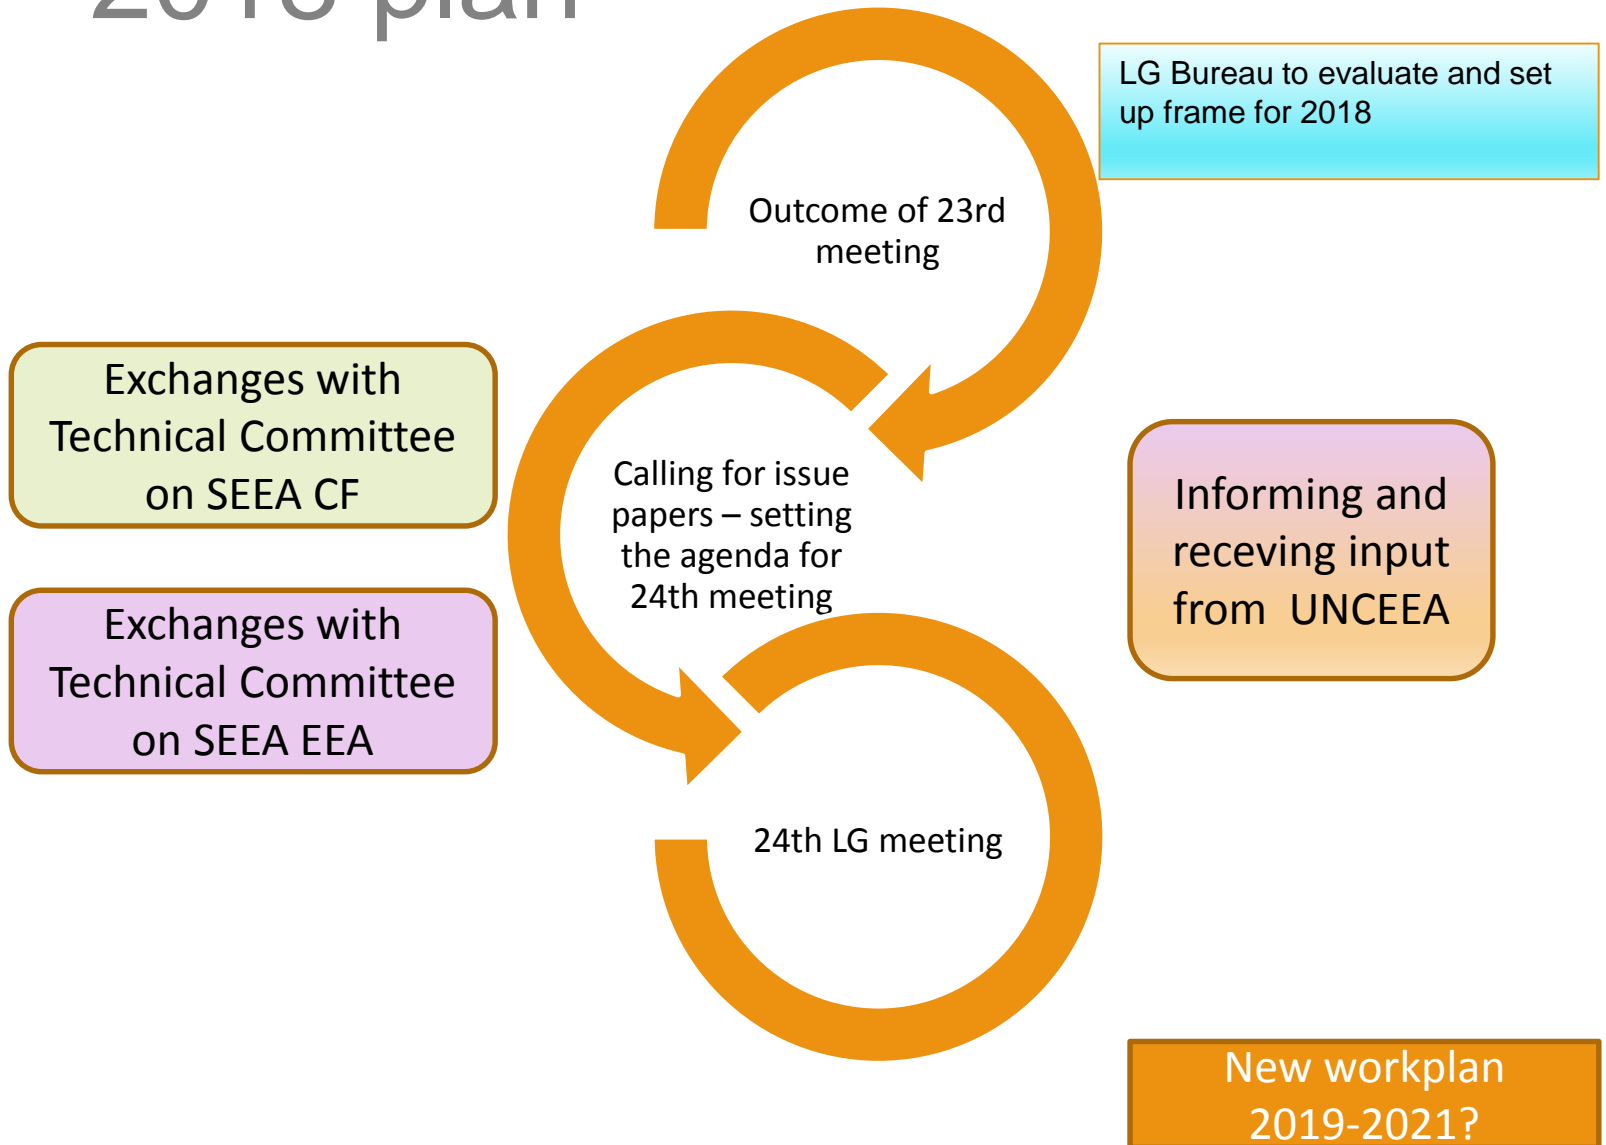 2018 plan
LG Bureau to evaluate and set
up frame for 2018
Outcome of 23rd
meeting
Exchanges with
Technical Committee
on SEEA CF
Calling for issue
papers – setting
the agenda for
24th meeting
Informing and
receving input
from UNCEEA
Exchanges with
Technical Committee
on SEEA EEA
24th LG meeting
New workplan
2019-2021?